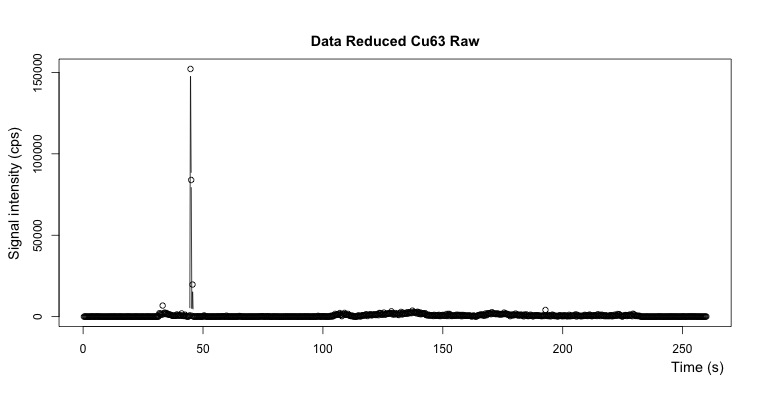 Data Reduced Cu63 Raw
Signal intensity (cps)
150000
100000
50000
0
0 50 100 150 200 250
Time (s)